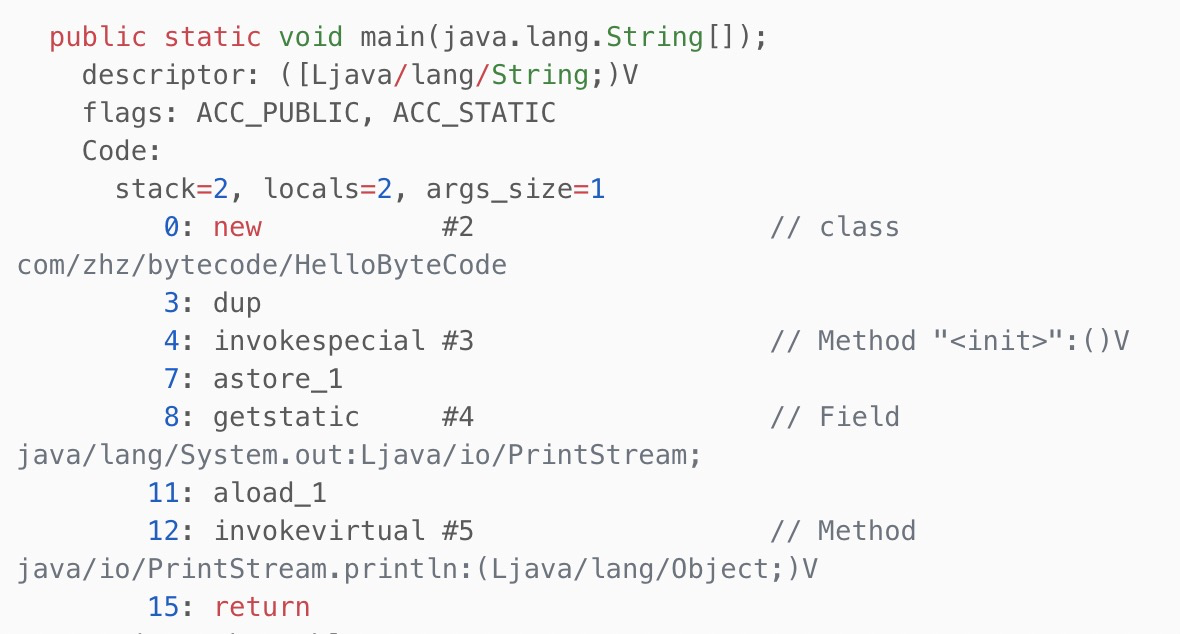 public static void main(java.lang.String[]);
descriptor: ([Ljava/lang/String;)V
flags: ACC_PUBLIC, ACC_STATIC
Code:
stack=2, locals=2, args_size=1
0: new #2 // class
com/zhz/bytecode/HelloByteCode
3: dup
4: invokespecial #3 // Method "<init>":()V
7: astore_1
8: getstatic #4 // Field
java/lang/System.out:Ljava/io/PrintStream;
11: aload_1
12: invokevirtual #5 // Method
java/io/PrintStream.println:(Ljava/lang/Object;)V
15: return